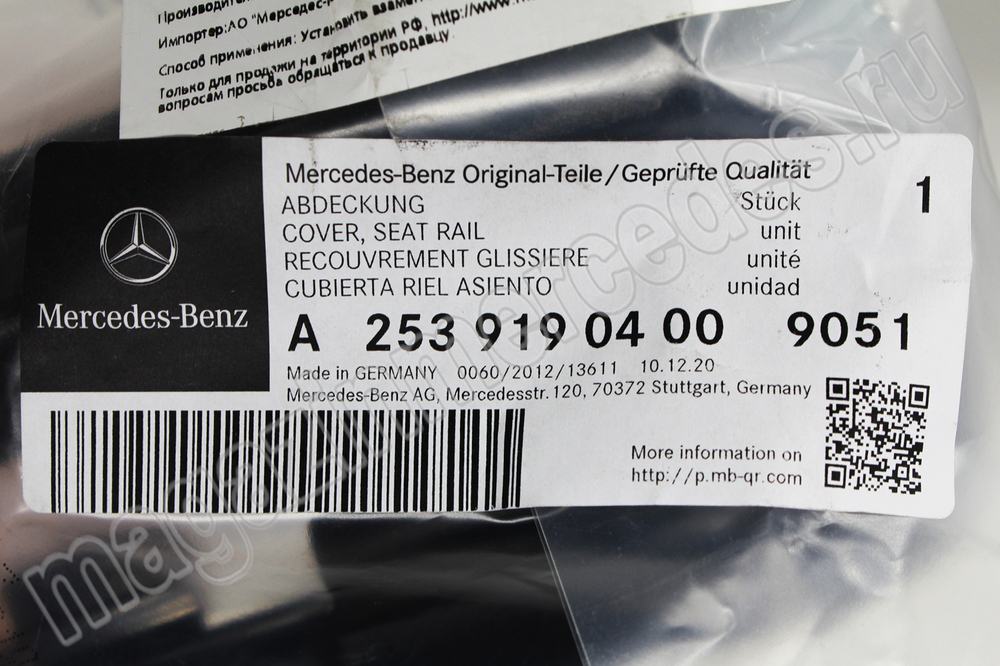 Производитель
Импортер:АО "Мерседес-
Способ применения: Установить взамен
Только для продажи на территории РФ, http://www.
вопросам просьба обращаться к продавцу.
Mercedes-Benz
Mercedes-Benz Original-Teile/Geprüfte Qualität
ABDECKUNG Stück 1
COVER, SEAT RAIL unit
RECOUVREMENT GLISSIERE unité
CUBIERTA RIEL ASIENTO unidad
A 253 919 04 00 9051
Made in GERMANY 0060/2012/13611 10.12.20
Mercedes-Benz AG, Mercedesstr.120, 70372 Stuttgart, Germany
More information on
http://p.mb-qr.com
magazinmercedes.ru